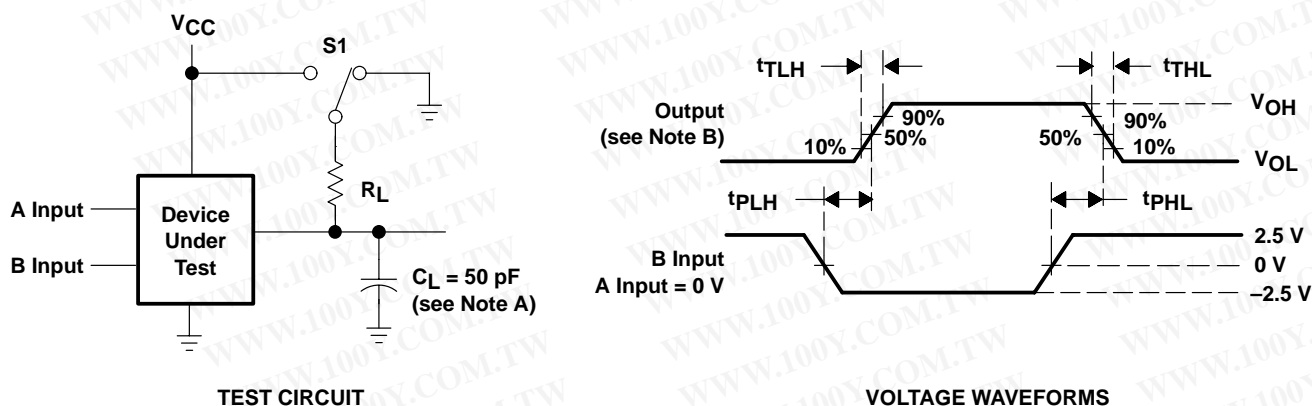 VCC
S1
RL
A Input
B Input
Device
Under
Test
CL = 50 pF
(see Note A)
TEST CIRCUIT
tTLH
tTHL
Output
(see Note B)
VOH
90%
50%
10%
50%
90%
10%
VOL
tPLH
tPHL
B Input
A Input = 0 V
2.5 V
0 V
–2.5 V
VOLTAGE WAVEFORMS
WWW.100Y.COM.TW